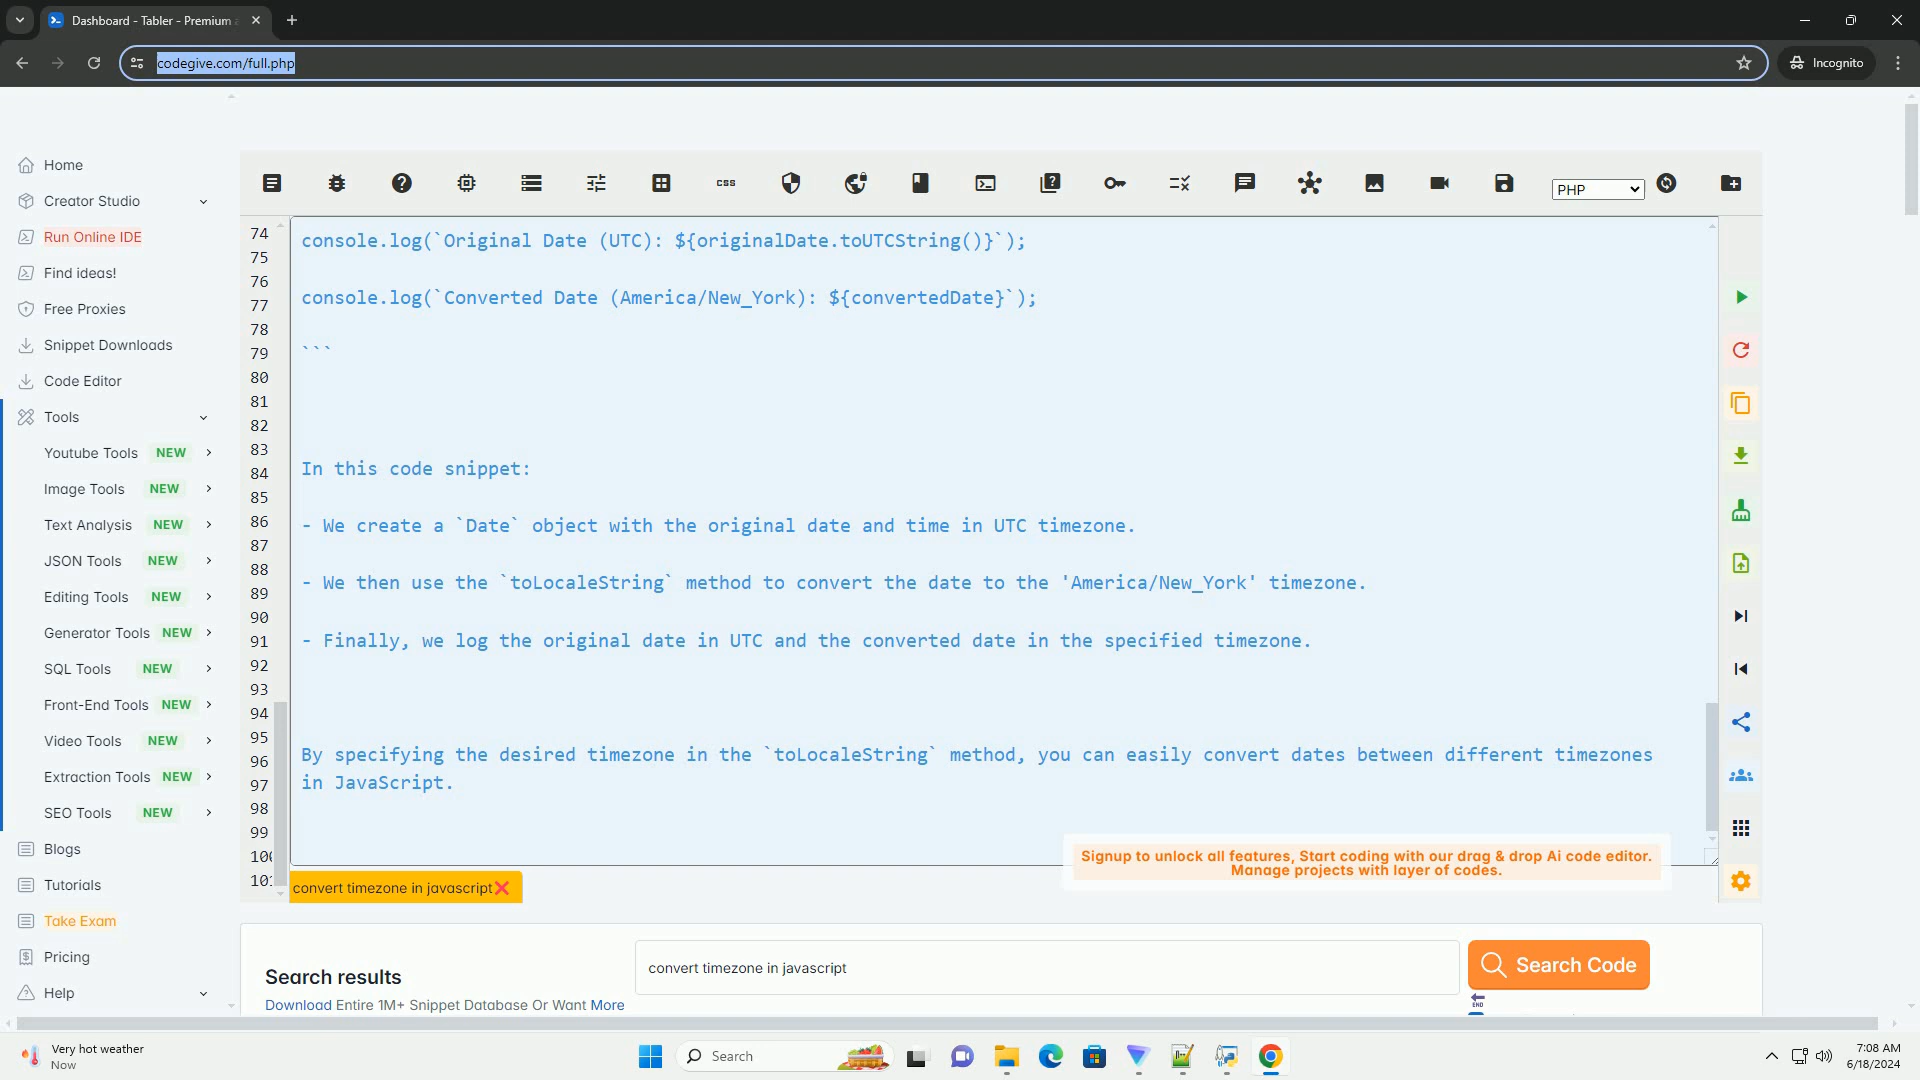 Dashboard - Tabler - Premium
codegive.com/full.php
Incognito
Home
Creator Studio
Run Online IDE
Find ideas!
Free Proxies
Snippet Downloads
Code Editor
Tools
Youtube Tools NEW
Image Tools NEW
Text Analysis NEW
JSON Tools NEW
Editing Tools NEW
Generator Tools NEW
SQL Tools NEW
Front-End Tools NEW
Video Tools NEW
Extraction Tools NEW
SEO Tools NEW
Blogs
Tutorials
Take Exam
Pricing
Help
css
PHP
74
75
76
77
78
79
80
81
82
83
84
85
86
87
88
89
90
91
92
93
94
95
96
97
98
99
console.log(`Original Date (UTC): ${originalDate.toUTCString()}`);
console.log(`Converted Date (America/New_York): ${convertedDate}`);
```
In this code snippet:
- We create a `Date` object with the original date and time in UTC timezone.
- We then use the `toLocaleString` method to convert the date to the 'America/New_York' timezone.
- Finally, we log the original date in UTC and the converted date in the specified timezone.
By specifying the desired timezone in the `toLocaleString` method, you can easily convert dates between different timezones
in JavaScript.
Signup to unlock all features, Start coding with our drag & drop Ai code editor.
Manage projects with layer of codes.
convert timezone in javascript
Search results
Download Entire 1M+ Snippet Database Or Want More
convert timezone in javascript
Search Code
END
Very hot weather
Now
Search
7:08 AM
6/18/2024